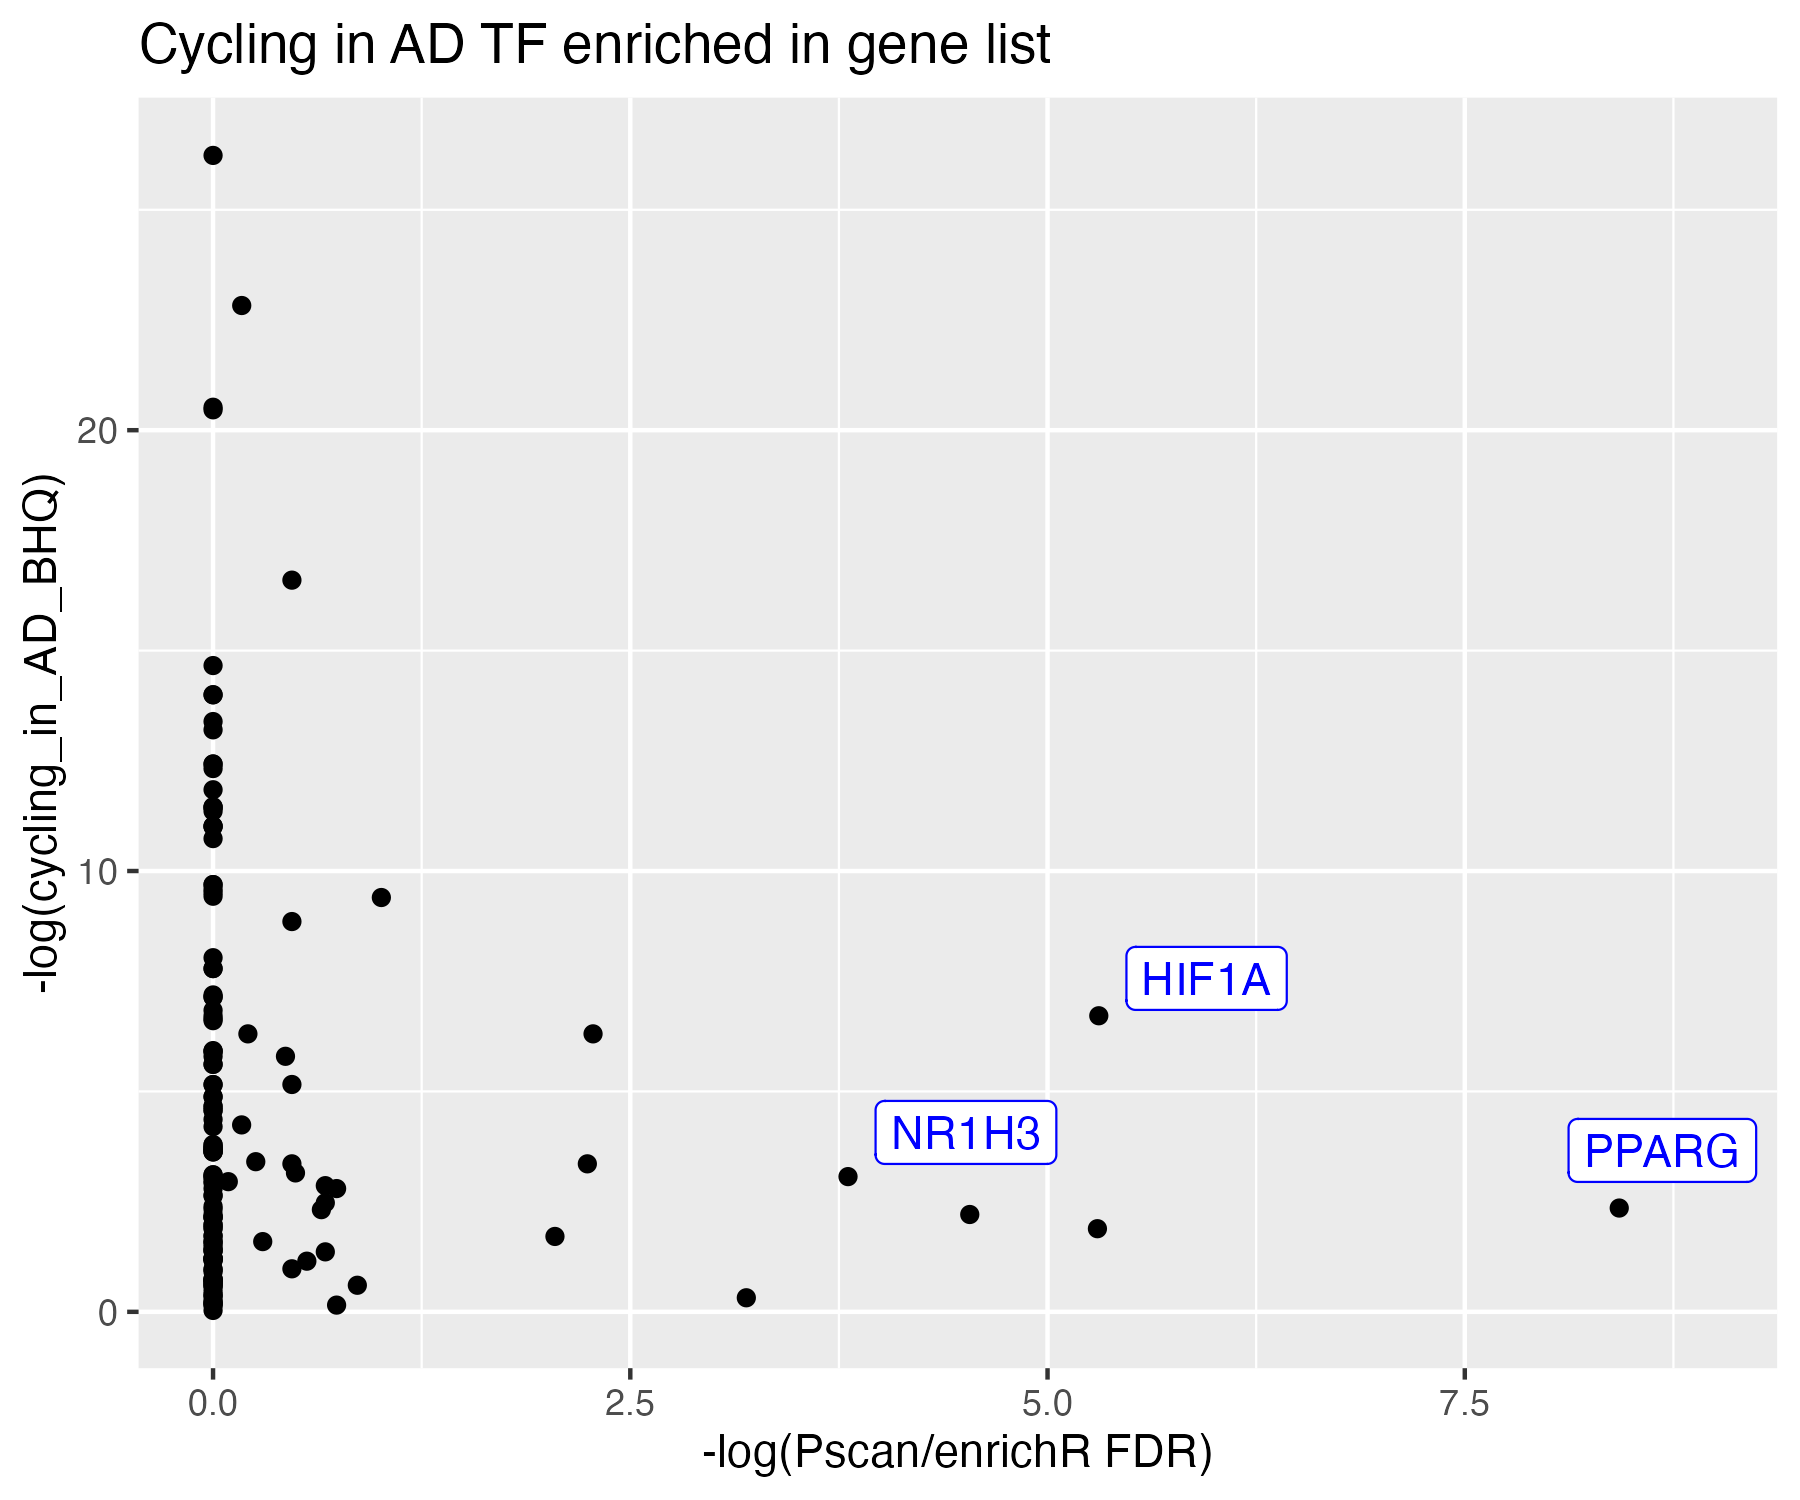 Cycling in AD TF enriched in gene list
-log(cycling_in_AD_BHQ)
20
10
0
HIF1A
NR1H3
PPARG
0.0
2.5
5.0
7.5
-log(Pscan/enrichR FDR)